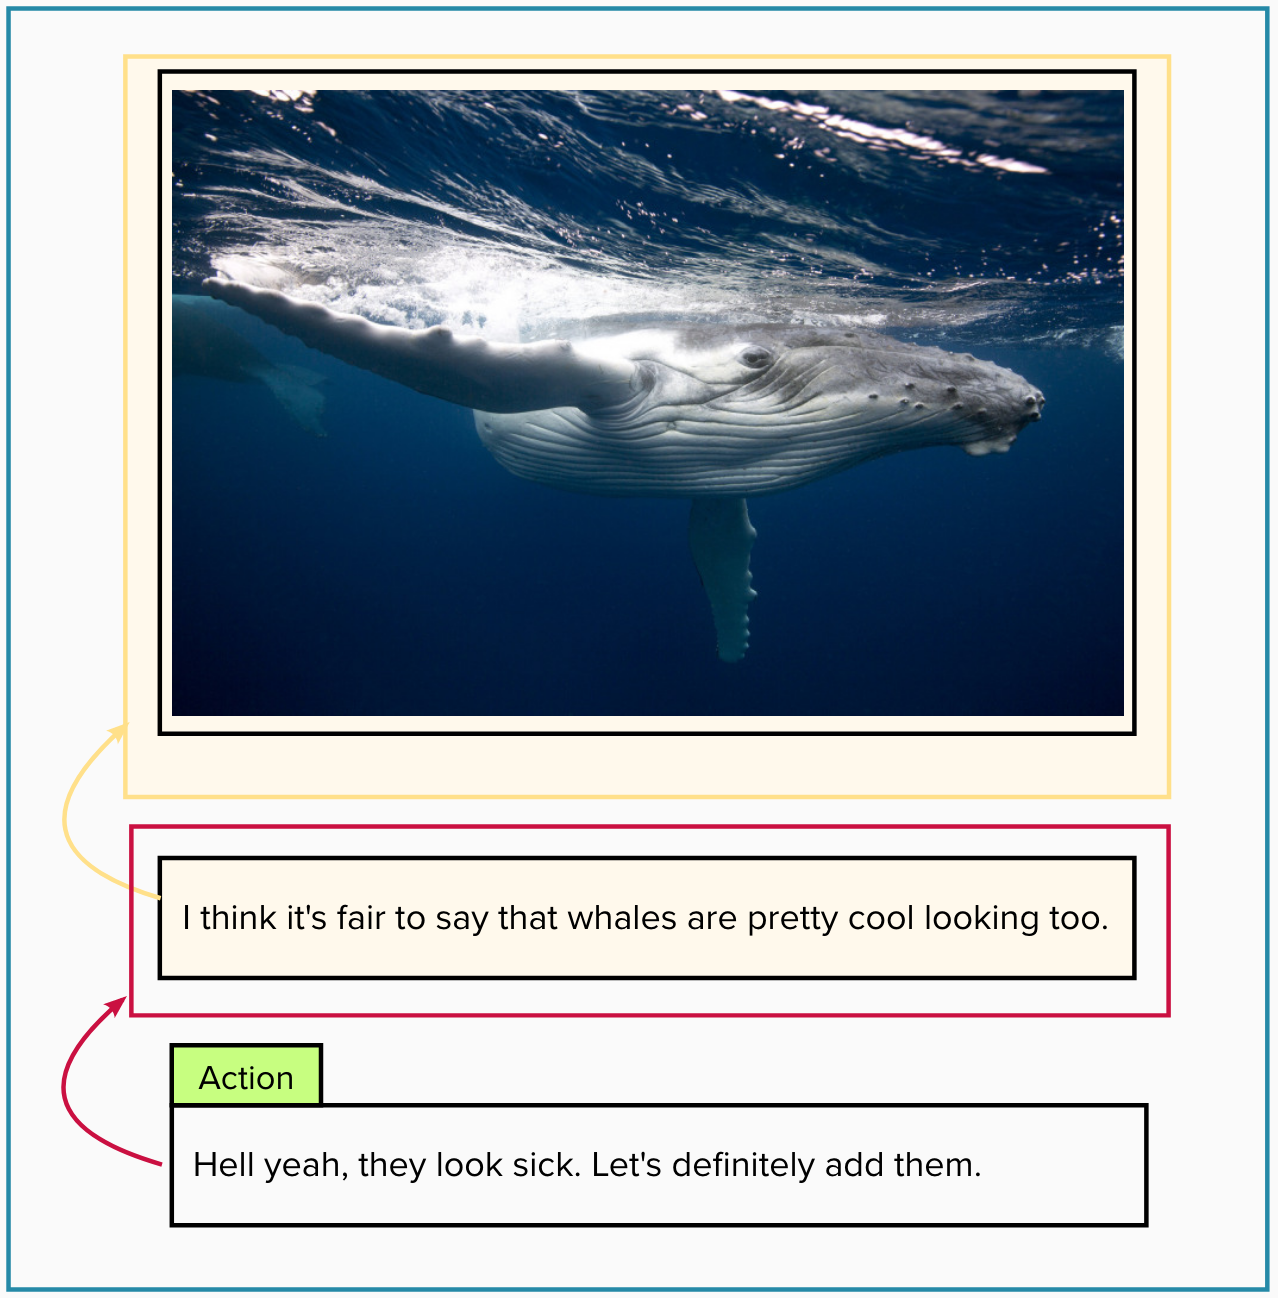 I think it's fair to say that whales are pretty cool looking too.
Action
Hell yeah, they look sick. Let's definitely add them.